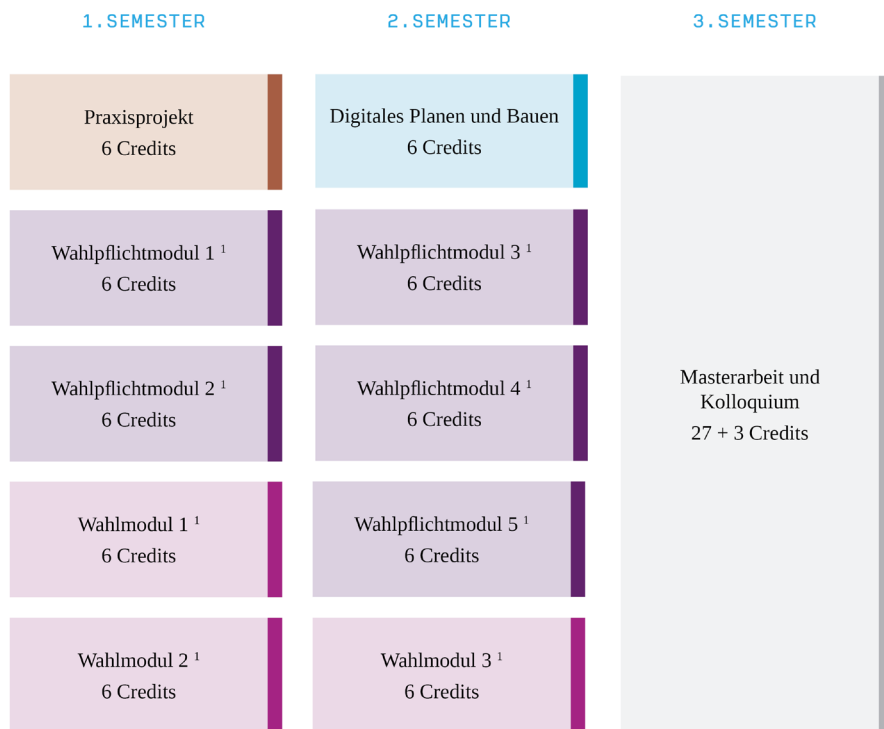 1.SEMESTER
2.SEMESTER
3.SEMESTER
Praxisprojekt
6 Credits
Wahlpflichtmodul 1 ¹
6 Credits
Wahlpflichtmodul 2 ¹
6 Credits
Wahlmodul 1 ¹
6 Credits
Wahlmodul 2 ¹
6 Credits
Digitales Planen und Bauen
6 Credits
Wahlpflichtmodul 3 ¹
6 Credits
Wahlpflichtmodul 4 ¹
6 Credits
Wahlpflichtmodul 5 ¹
6 Credits
Wahlmodul 3 ¹
6 Credits
Masterarbeit und
Kolloquium
27 + 3 Credits